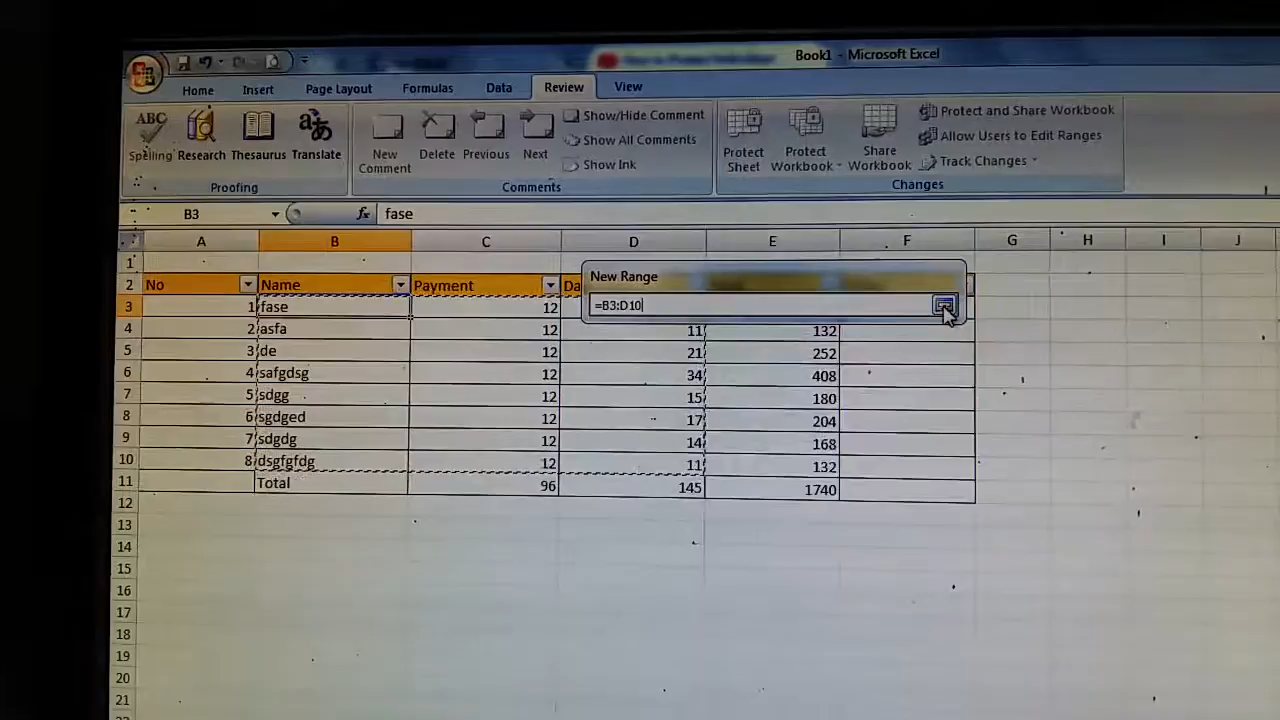 Book1 - Microsoft Excel
Home Insert Page Layout Formulas Data Review View
ABC
Spelling Research Thesaurus Translate
Proofing
New Comment Delete Previous Next
Show/Hide Comment
Show All Comments
Show Ink
Comments
Protect Sheet Protect Workbook Share Workbook
Protect and Share Workbook
Allow Users to Edit Ranges
Track Changes
Changes
B3 fx fase
A B C D E F G H I J
1
2 No Name Payment Da
New Range
=B3:D10
3 1 fase 12
4 2 asfa 12 11 132
5 3 de 12 21 252
6 4 safgdsg 12 34 408
7 5 sdgg 12 15 180
8 6 sgdged 12 17 204
9 7 sdgdg 12 14 168
10 8 dsgfgfdg 12 11 132
11 Total 96 145 1740
12
13
14
15
16
17
18
19
20
21